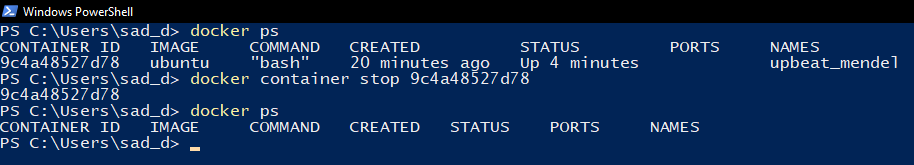 Windows PowerShell
PS C:\Users\sad_d> docker ps
CONTAINER ID   IMAGE     COMMAND   CREATED          STATUS         PORTS     NAMES
9c4a48527d78   ubuntu    "bash"    20 minutes ago   Up 4 minutes             upbeat_mendel
PS C:\Users\sad_d> docker container stop 9c4a48527d78
9c4a48527d78
PS C:\Users\sad_d> docker ps
CONTAINER ID   IMAGE     COMMAND   CREATED   STATUS    PORTS     NAMES
PS C:\Users\sad_d>